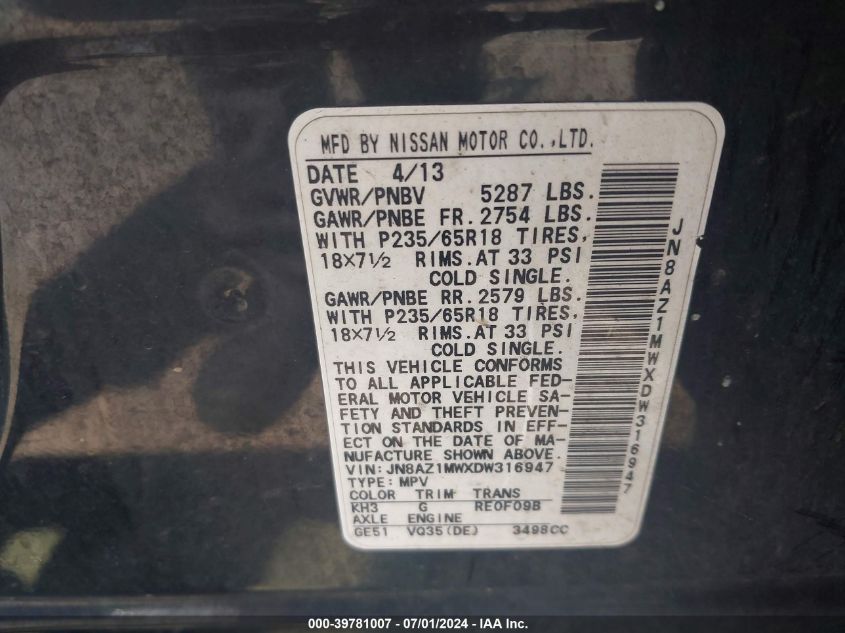 MFD BY NISSAN MOTOR CO.,LTD.
DATE 4/13
GVWR/PNBV 5287 LBS.
GAWR/PNBE FR. 2754 LBS.
WITH P235/65R18 TIRES,
18×7½ RIMS. AT 33 PSI
COLD SINGLE.
GAWR/PNBE RR. 2579 LBS.
WITH P235/65R18 TIRES,
18×7½ RIMS. AT 33 PSI
COLD SINGLE.
THIS VEHICLE CONFORMS
TO ALL APPLICABLE FED-
ERAL MOTOR VEHICLE SA-
FETY AND THEFT PREVEN-
TION STANDARDS IN EFF-
ECT ON THE DATE OF MA-
NUFACTURE SHOWN ABOVE.
VIN: JN8AZ1MWXDW316947
TYPE: MPV
COLOR TRIM TRANS
KH3 G RE0F09B
AXLE ENGINE
GE51 VQ35(DE) 3498CC
JN8AZ1MWXDW316947
000-39781007 - 07/01/2024 - IAA Inc.